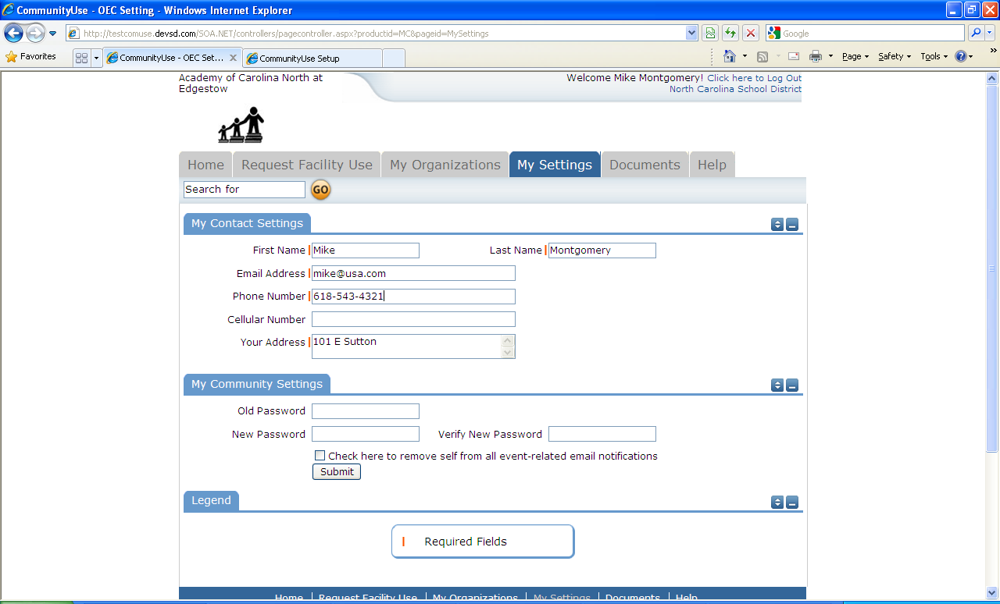 CommunityUse - OEC Setting - Windows Internet Explorer
http://testcomuse.devsd.com/SOA.NET/controllers/pagecontroller.aspx?productid=MC&pageid=MySettings
Google
Favorites
CommunityUse - OEC Set...
CommunityUse Setup
Page
Safety
Tools
Academy of Carolina North at
Edgestow
Welcome Mike Montgomery! Click here to Log Out
North Carolina School District
Home Request Facility Use My Organizations My Settings Documents Help
Search for GO
My Contact Settings
First Name Mike Last Name Montgomery
Email Address mike@usa.com
Phone Number 618-543-4321
Cellular Number
Your Address 101 E Sutton
My Community Settings
Old Password
New Password Verify New Password
Check here to remove self from all event-related email notifications
Submit
Legend
Required Fields
Home | Request Facility Use | My Organizations | My Settings | Documents | Help